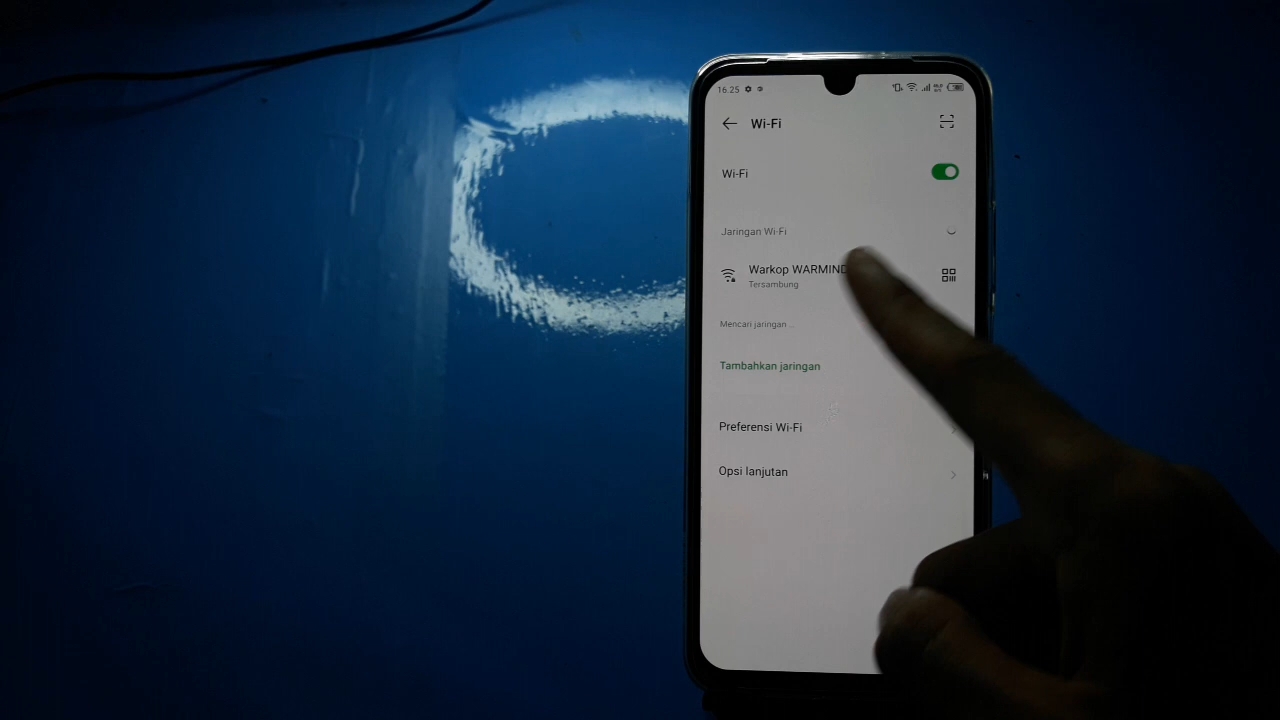 16.25
Wi-Fi
Wi-Fi
Jaringan Wi-Fi
Warkop WARMIND
Tersambung
Mencari jaringan...
Tambahkan jaringan
Preferensi Wi-Fi
Opsi lanjutan